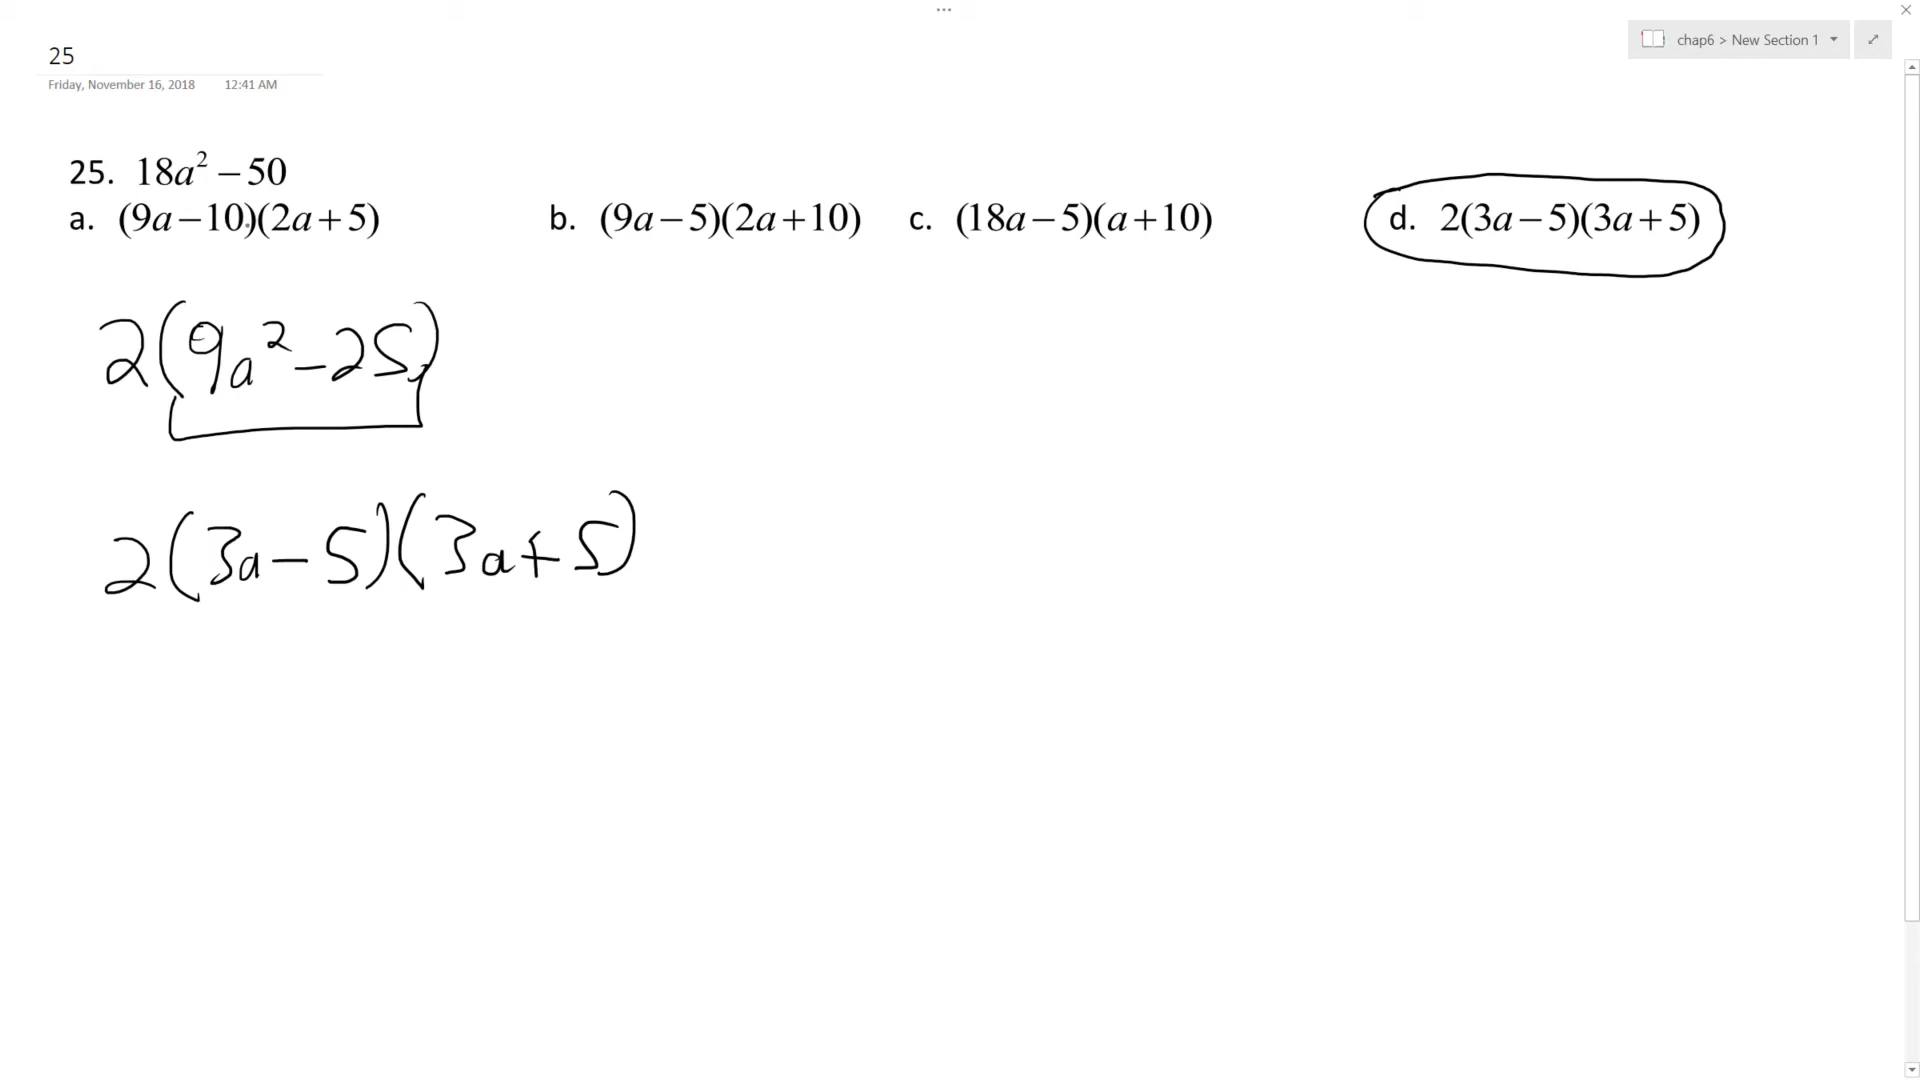 ...
chap6 > New Section 1
25
Friday, November 16, 2018 12:41 AM
25. 18a² − 50
a. (9a − 10)(2a + 5) b. (9a − 5)(2a + 10) c. (18a − 5)(a + 10) d. 2(3a − 5)(3a + 5)
2(9a² − 25)
2(3a − 5)(3a + 5)